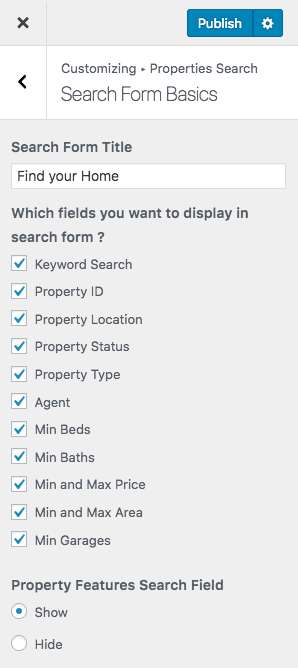 Publish
Customizing ▸ Properties Search
Search Form Basics
Search Form Title
Find your Home
Which fields you want to display in
search form ?
Keyword Search
Property ID
Property Location
Property Status
Property Type
Agent
Min Beds
Min Baths
Min and Max Price
Min and Max Area
Min Garages
Property Features Search Field
Show
Hide